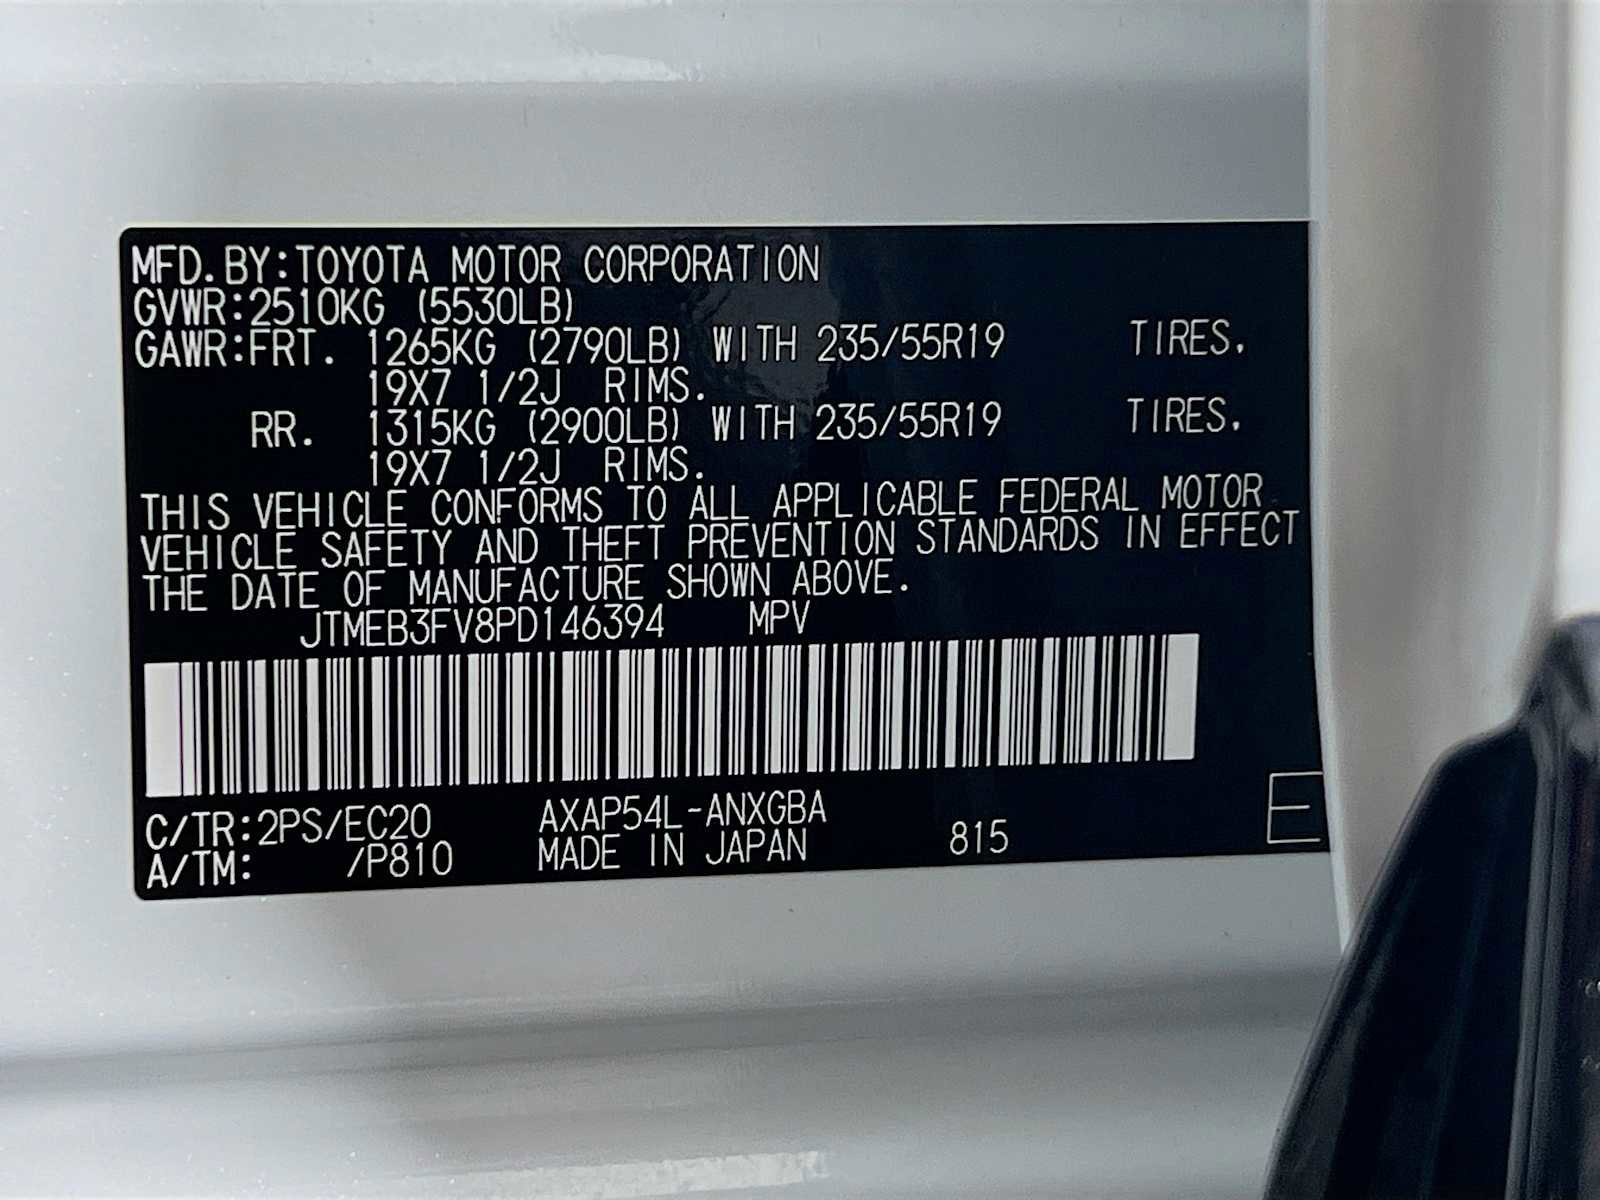 MFD.BY:TOYOTA MOTOR CORPORATION
GVWR:2510KG (5530LB)
GAWR:FRT. 1265KG (2790LB) WITH 235/55R19 TIRES.
19X7 1/2J RIMS.
RR. 1315KG (2900LB) WITH 235/55R19 TIRES.
19X7 1/2J RIMS.
THIS VEHICLE CONFORMS TO ALL APPLICABLE FEDERAL MOTOR
VEHICLE SAFETY AND THEFT PREVENTION STANDARDS IN EFFECT
THE DATE OF MANUFACTURE SHOWN ABOVE.
JTMEB3FV8PD146394 MPV
C/TR:2PS/EC20 AXAP54L-ANXGBA
A/TM: /P810 MADE IN JAPAN 815 E